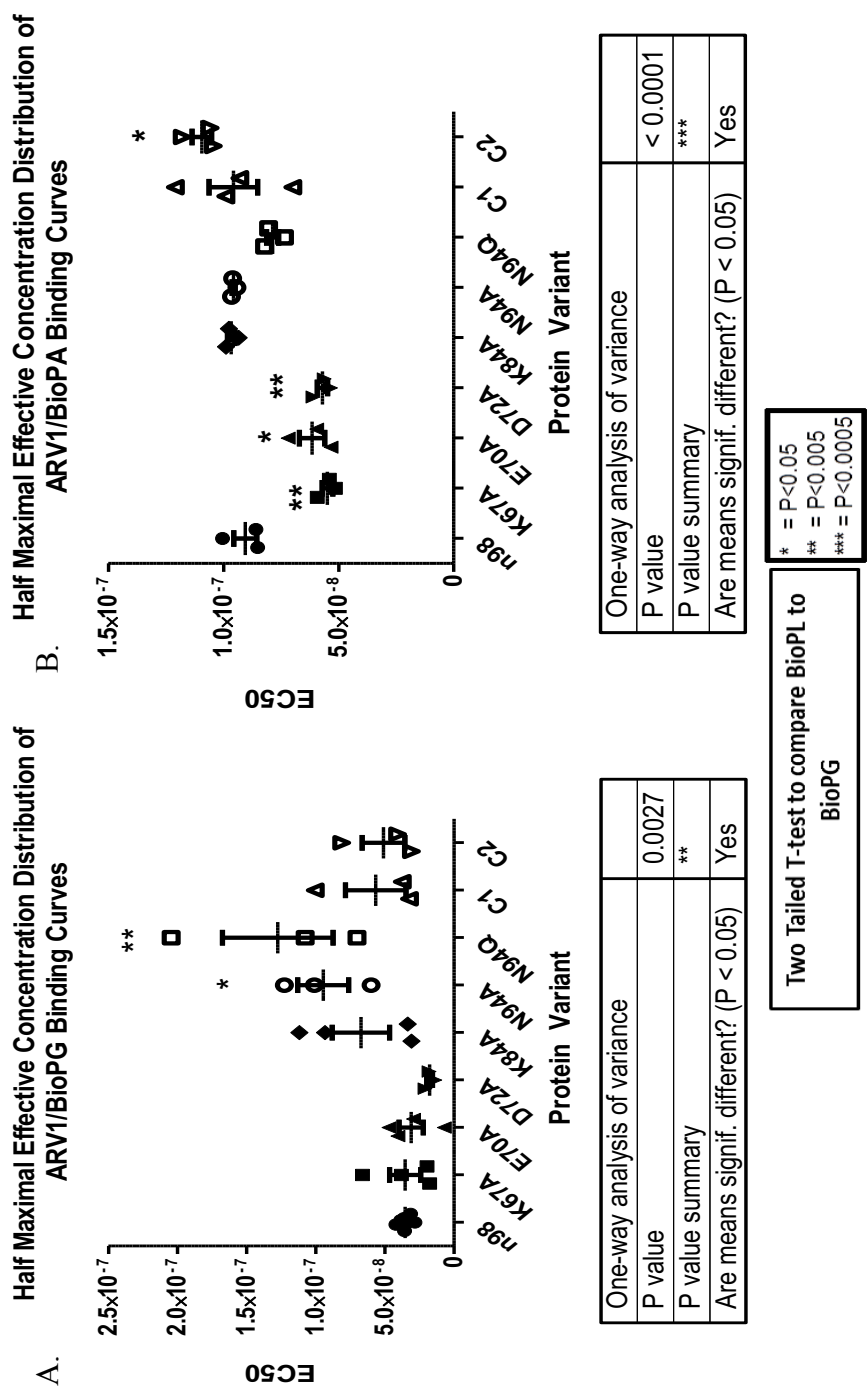 A.
Half Maximal Effective Concentration Distribution of
ARV1/BioPG Binding Curves
2.5x10-7
2.0x10-7
1.5x10-7
1.0x10-7
5.0x10-8
0
EC50
**
*
n98
K67A
E70A
D72A
K84A
N94A
N94Q
C1
C2
Protein Variant
One-way analysis of variance
P value 0.0027
P value summary **
Are means signif. different? (P < 0.05) Yes
B.
Half Maximal Effective Concentration Distribution of
ARV1/BioPA Binding Curves
1.5x10-7
1.0x10-7
5.0x10-8
0
EC50
**
*
**
*
n98
K67A
E70A
D72A
K84A
N94A
N94Q
C1
C2
Protein Variant
One-way analysis of variance
P value < 0.0001
P value summary ***
Are means signif. different? (P < 0.05) Yes
Two Tailed T-test to compare BioPL to
BioPG
* = P<0.05
** = P<0.005
*** = P<0.0005